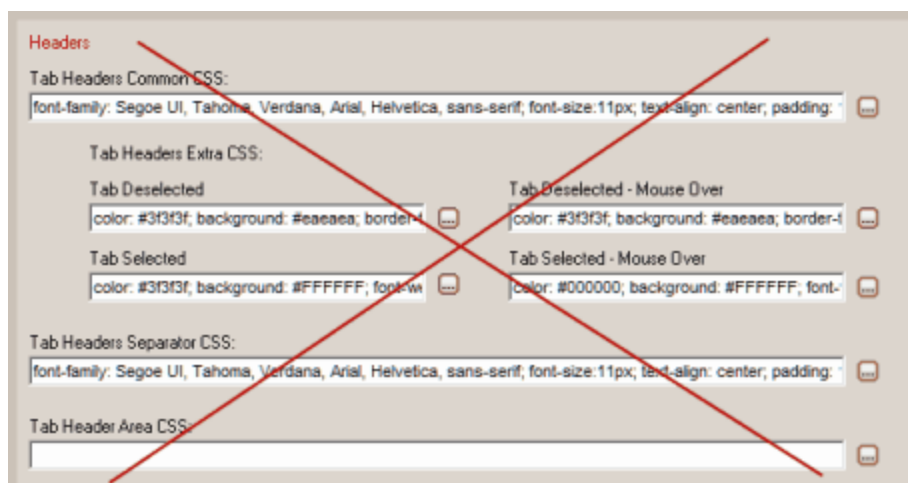 Headers
Tab Headers Common CSS:
font-family: Segoe UI, Tahoma, Verdana, Arial, Helvetica, sans-serif; font-size:11px; text-align: center; padding:
Tab Headers Extra CSS:
Tab Deselected
Tab Deselected - Mouse Over
color: #3f3f3f; background: #eaeaea; border-t
color: #3f3f3f; background: #eaeaea; border-t
Tab Selected
Tab Selected - Mouse Over
color: #3f3f3f; background: #FFFFFF; font-we
color: #000000; background: #FFFFFF; font-
Tab Headers Separator CSS:
font-family: Segoe UI, Tahoma, Verdana, Arial, Helvetica, sans-serif; font-size:11px; text-align: center; padding:
Tab Header Area CSS: